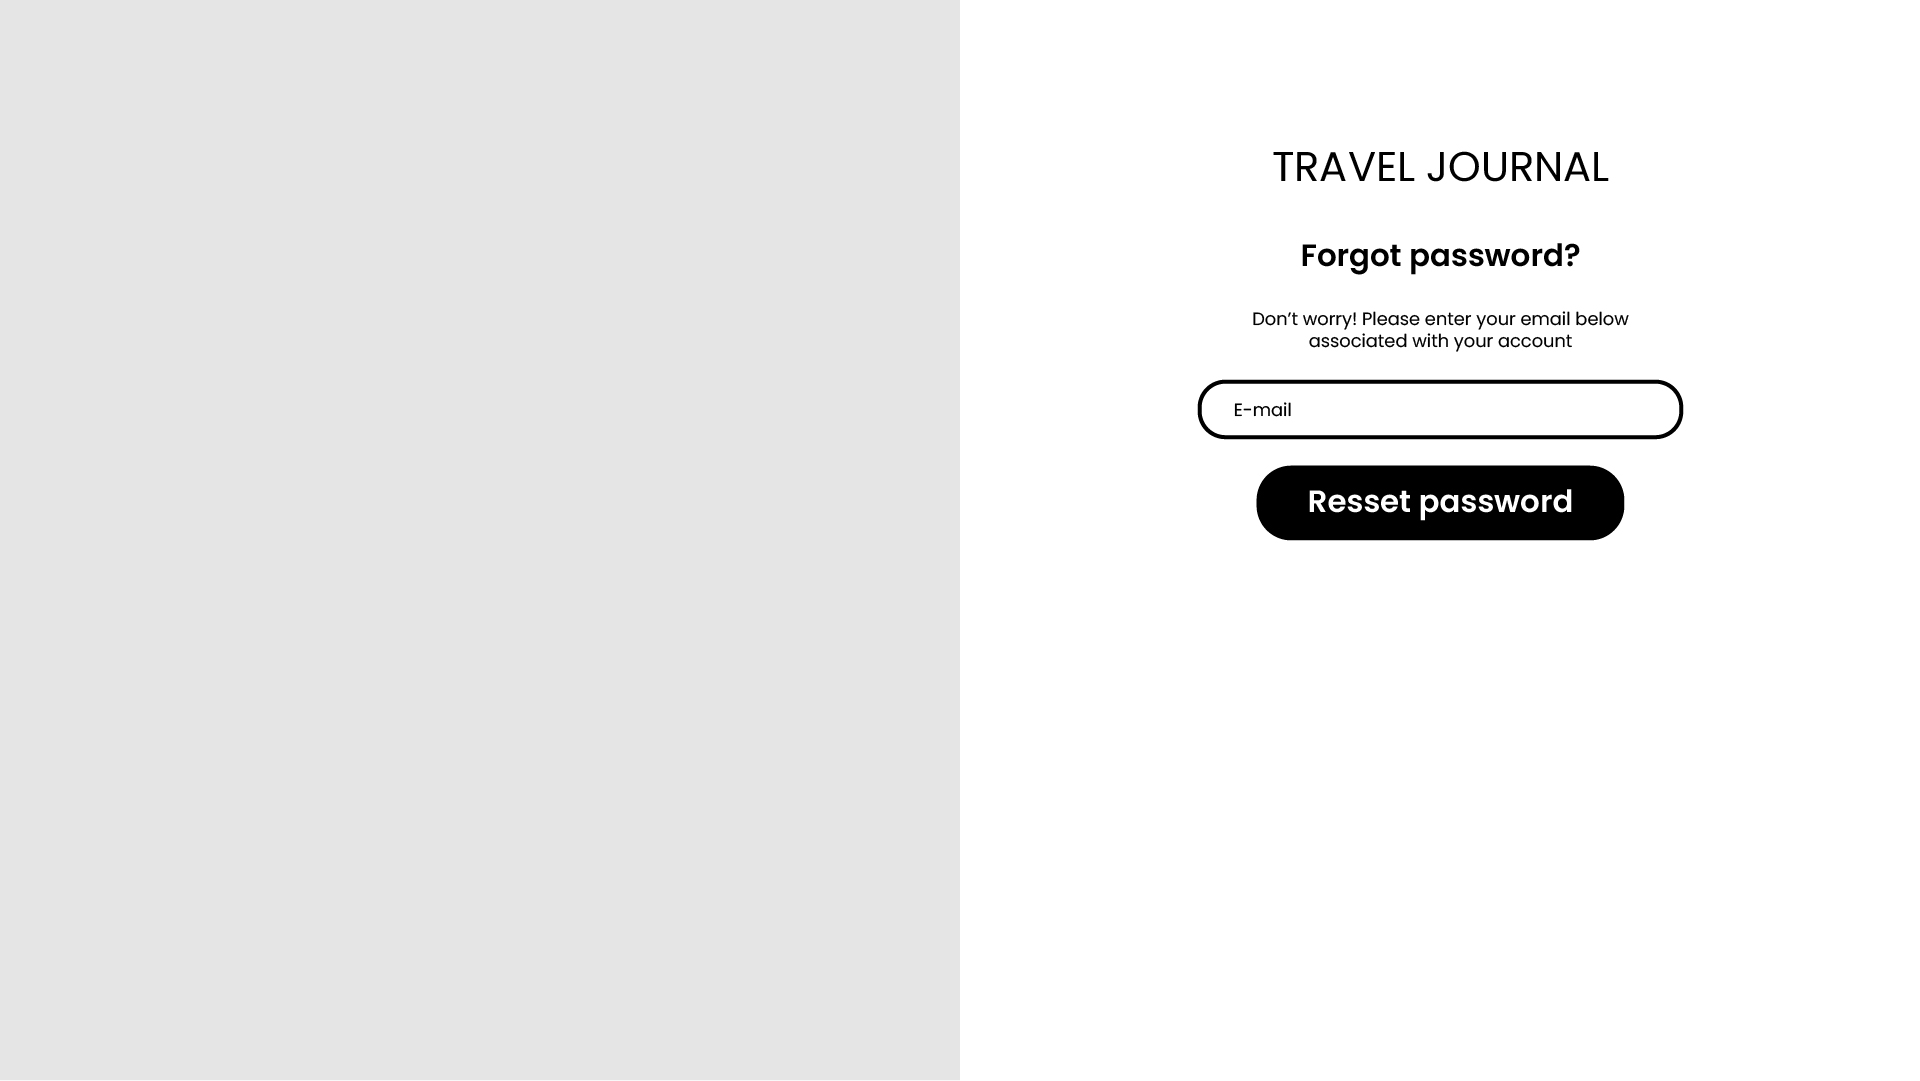 TRAVEL JOURNAL
Forgot password?
Don’t worry! Please enter your email below
associated with your account
E-mail
Resset password